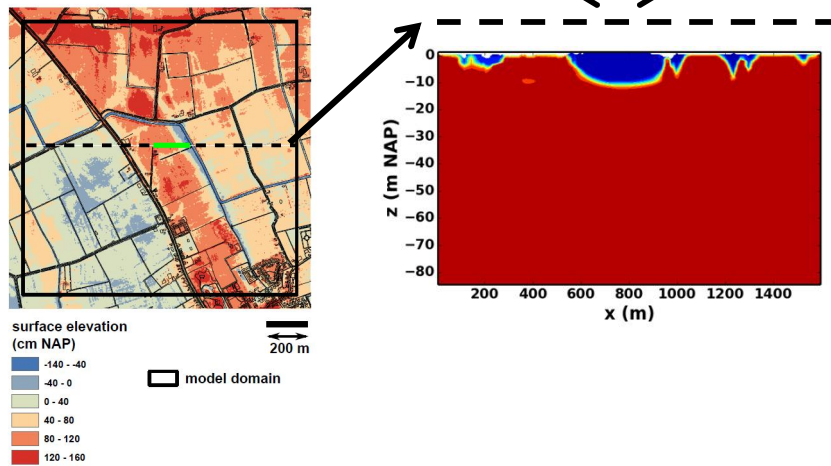 0
−10
−20
−30
−40
−50
−60
−70
−80
z (m NAP)
200 400 600 800 1000 1200 1400
x (m)
surface elevation
(cm NAP)
-140 - -40
-40 - 0
0 - 40
40 - 80
80 - 120
120 - 160
200 m
model domain